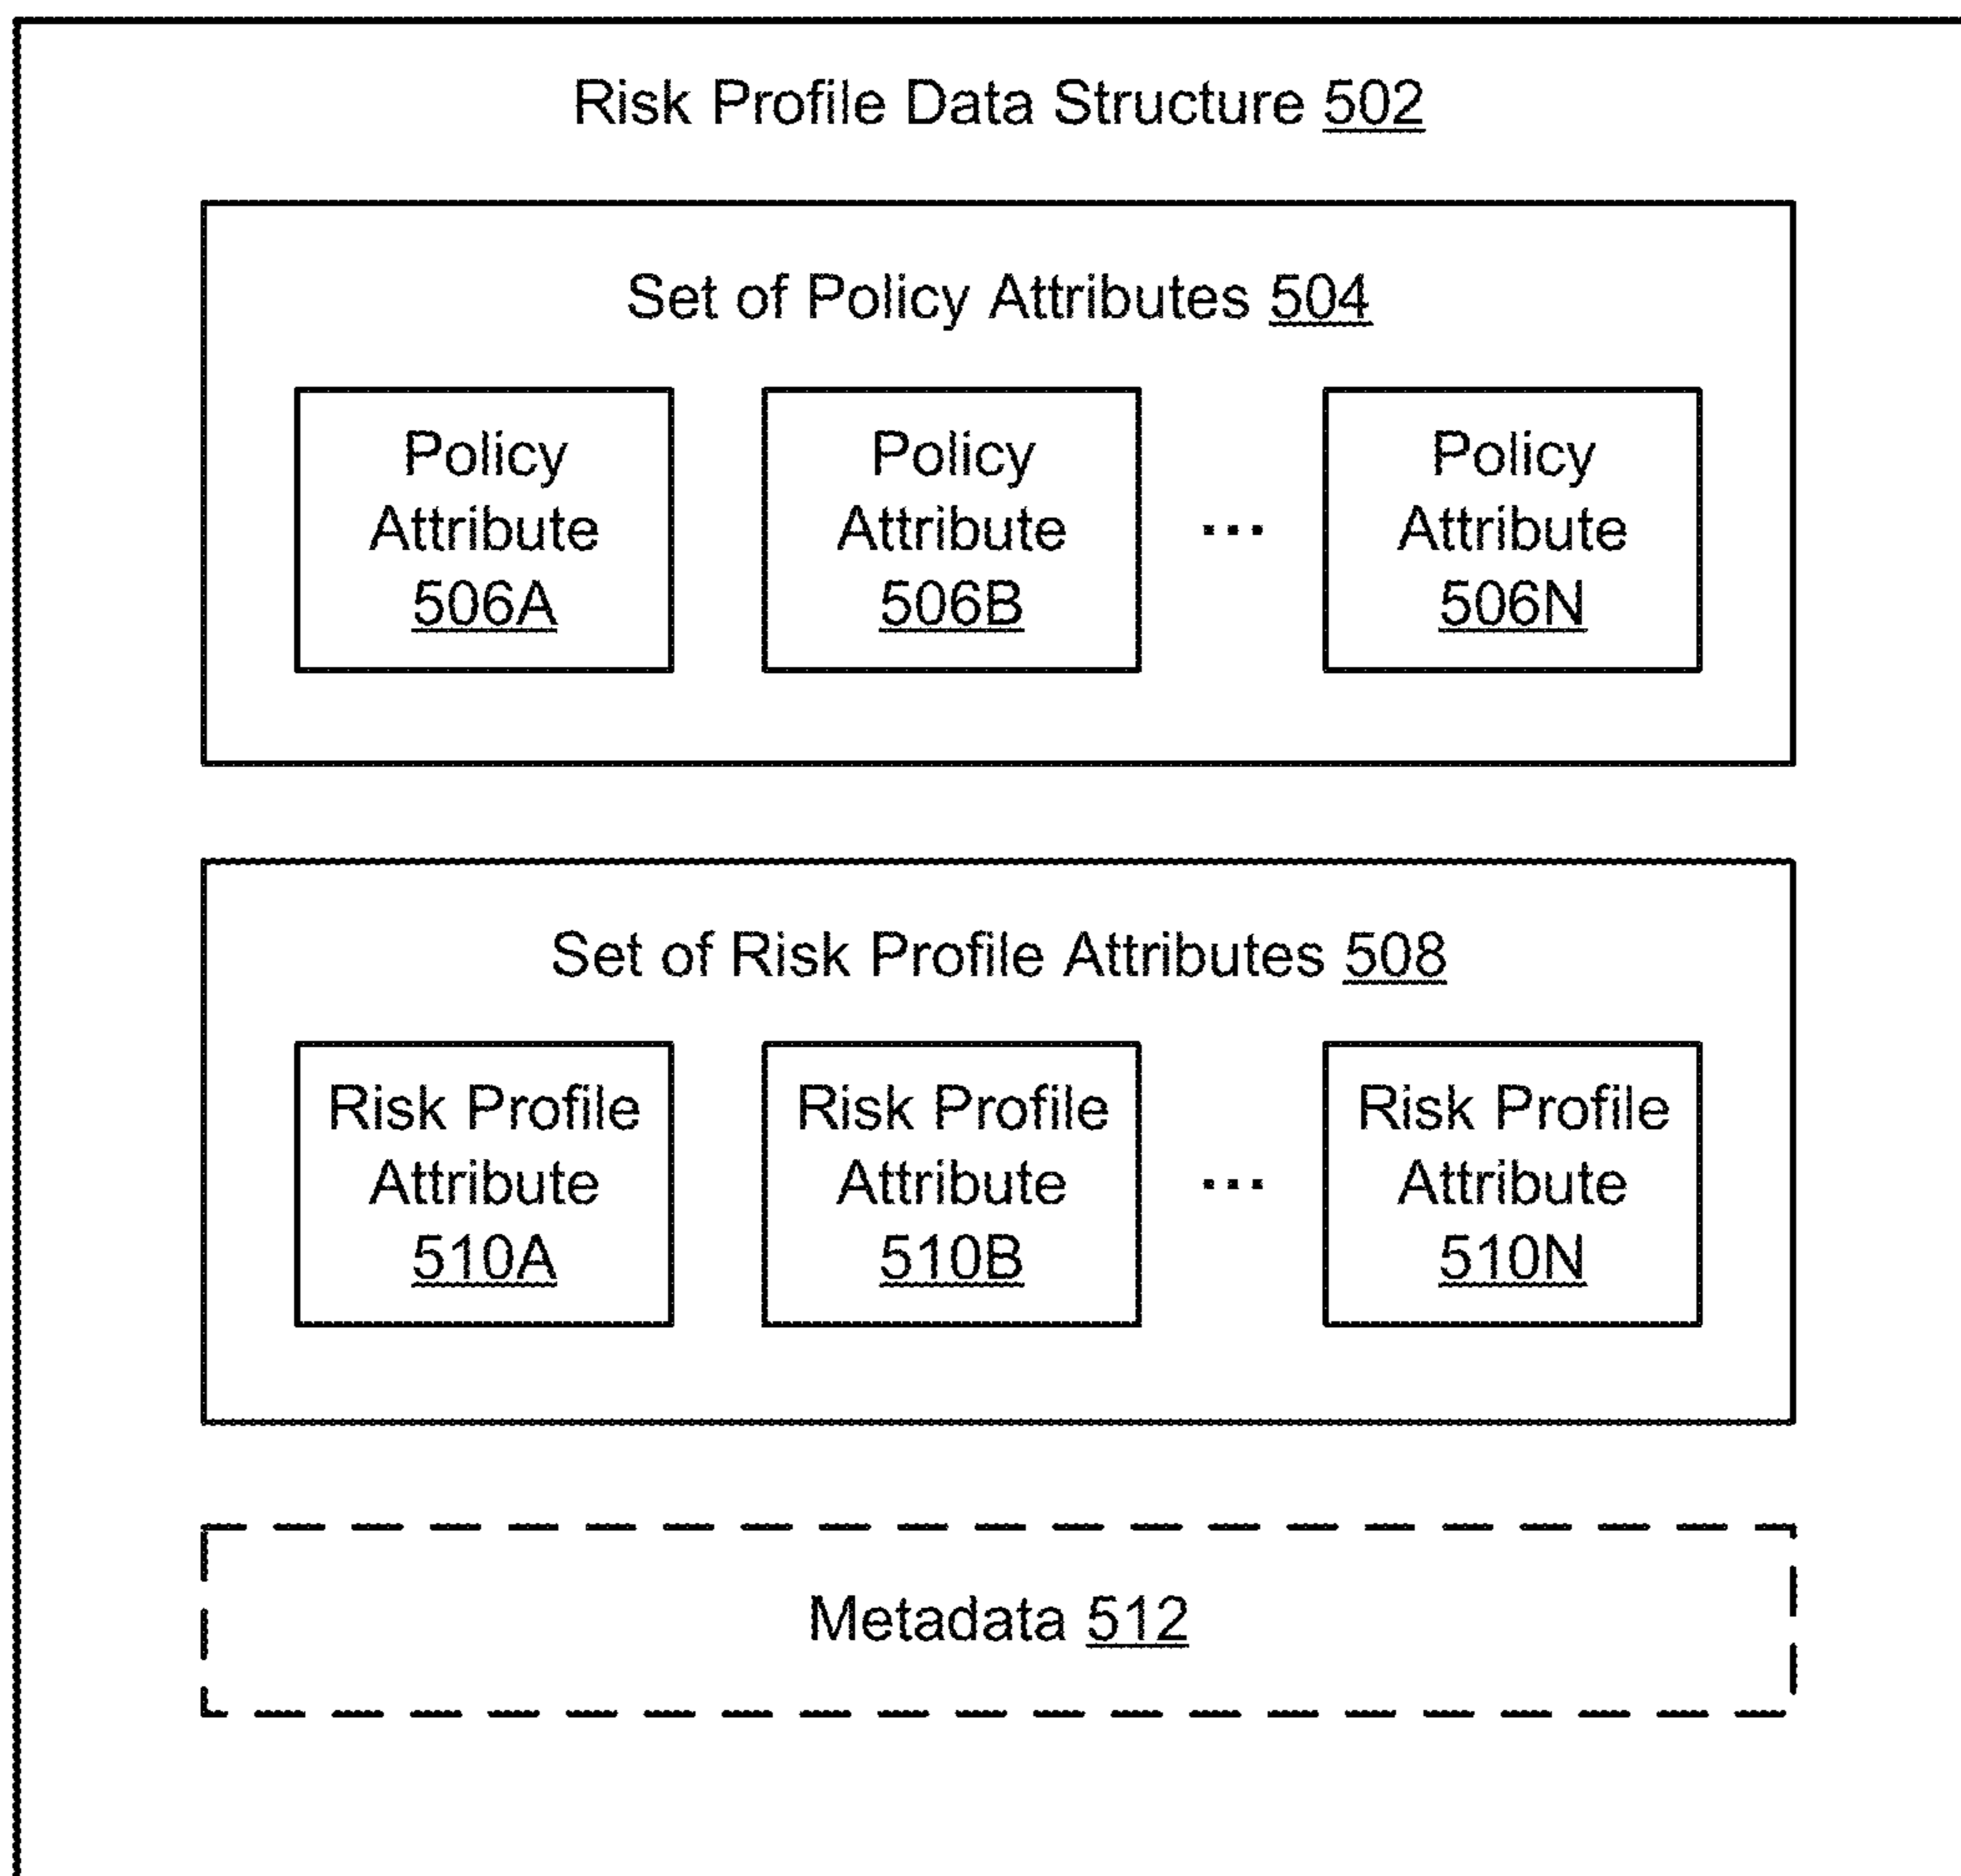 Risk Profile Data Structure 502
Set of Policy Attributes 504
Policy
Attribute
506A
Policy
Attribute
506B
...
Policy
Attribute
506N
Set of Risk Profile Attributes 508
Risk Profile
Attribute
510A
Risk Profile
Attribute
510B
...
Risk Profile
Attribute
510N
Metadata 512